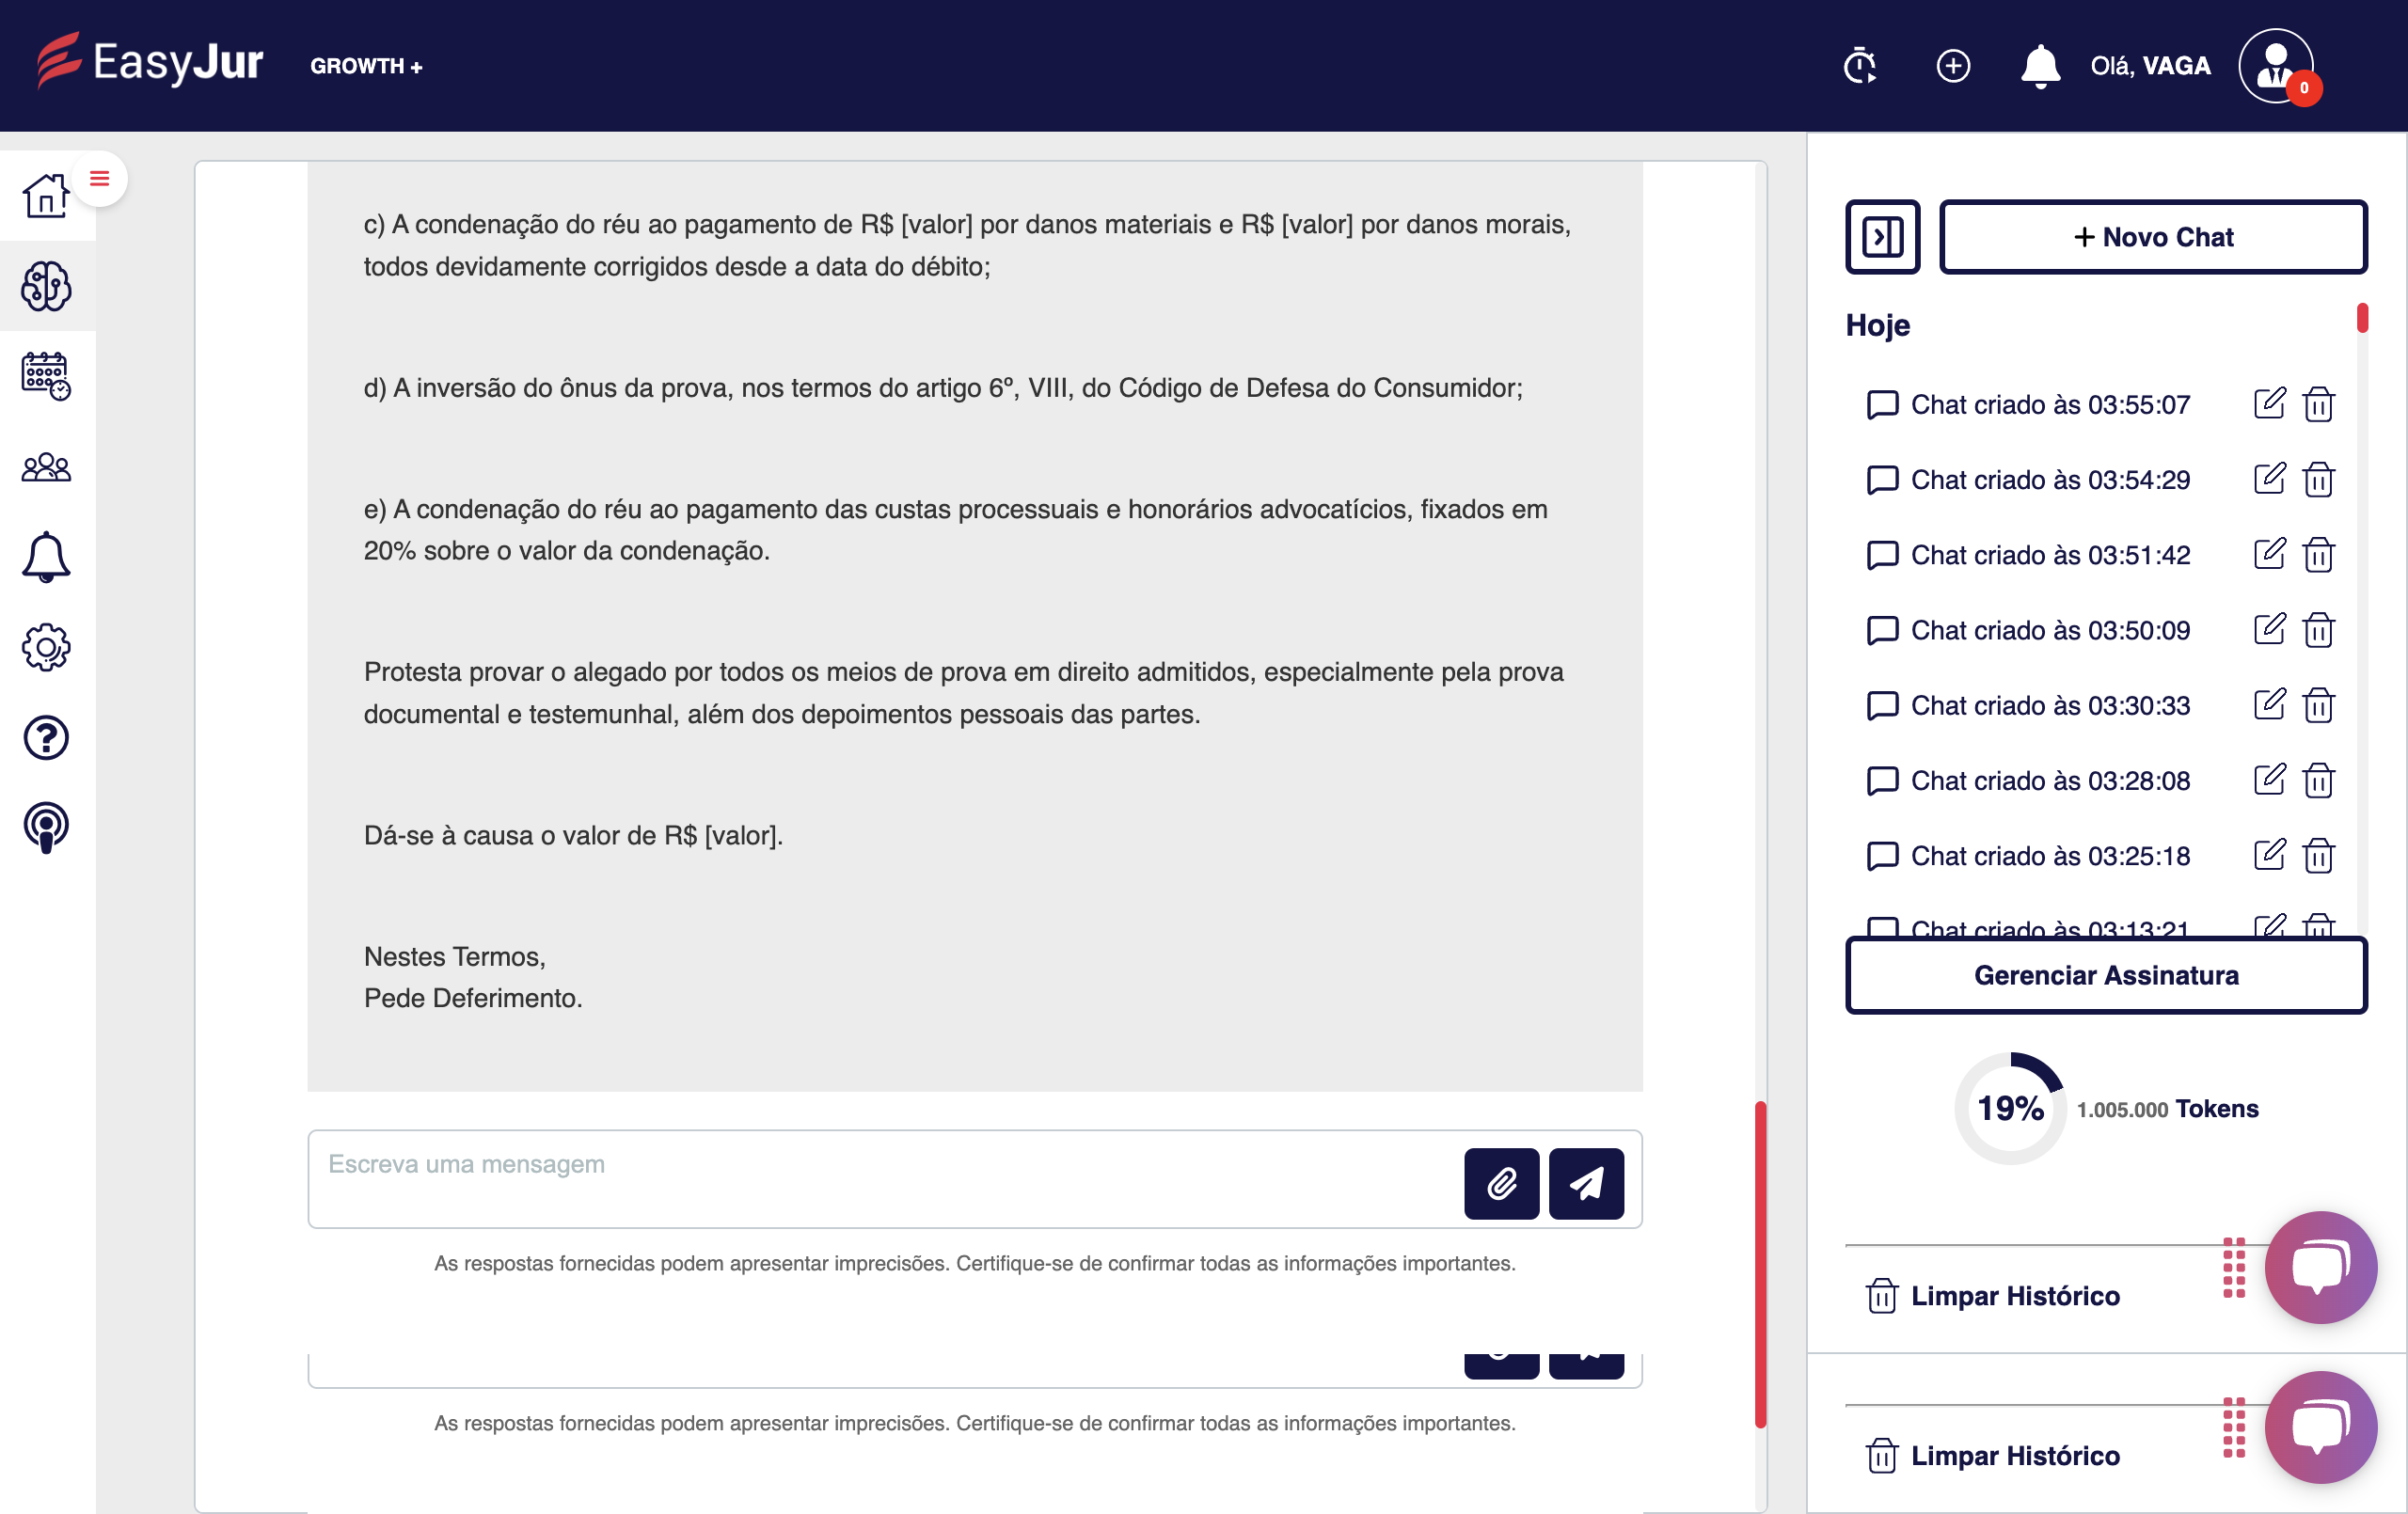 EasyJur
GROWTH +
Olá, VAGA
0
c) A condenação do réu ao pagamento de R$ [valor] por danos materiais e R$ [valor] por danos morais,
todos devidamente corrigidos desde a data do débito;
d) A inversão do ônus da prova, nos termos do artigo 6º, VIII, do Código de Defesa do Consumidor;
e) A condenação do réu ao pagamento das custas processuais e honorários advocatícios, fixados em
20% sobre o valor da condenação.
Protesta provar o alegado por todos os meios de prova em direito admitidos, especialmente pela prova
documental e testemunhal, além dos depoimentos pessoais das partes.
Dá-se à causa o valor de R$ [valor].
Nestes Termos,
Pede Deferimento.
Escreva uma mensagem
As respostas fornecidas podem apresentar imprecisões. Certifique-se de confirmar todas as informações importantes.
As respostas fornecidas podem apresentar imprecisões. Certifique-se de confirmar todas as informações importantes.
+ Novo Chat
Hoje
Chat criado às 03:55:07
Chat criado às 03:54:29
Chat criado às 03:51:42
Chat criado às 03:50:09
Chat criado às 03:30:33
Chat criado às 03:28:08
Chat criado às 03:25:18
Chat criado às 03:13:21
Gerenciar Assinatura
19%
1.005.000 Tokens
Limpar Histórico
Limpar Histórico